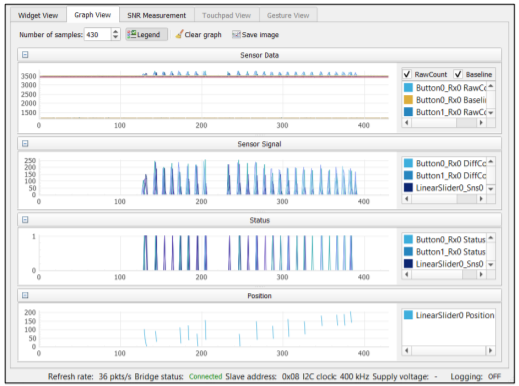 Widget View Graph View SNR Measurement Touchpad View Gesture View
Number of samples: 430 Legend Clear graph Save image
Sensor Data
3500
3000
2500
2000
1500
0 100 200 300 400
RawCount Baseline
Button0_Rx0 RawCc
Button0_Rx0 Baselin
Button1_Rx0 RawCc
Sensor Signal
250
200
150
100
50
0
0 100 200 300 400
Button0_Rx0 DiffCo
Button1_Rx0 DiffCo
LinearSlider0_Sns0
Status
1
0
0 100 200 300 400
Button0_Rx0 Status
Button1_Rx0 Status
LinearSlider0_Sns0
Position
200
150
100
50
0
0 100 200 300 400
LinearSlider0 Position
Refresh rate: 36 pkts/s Bridge status: Connected Slave address: 0x08 I2C clock: 400 kHz Supply voltage: - Logging: OFF